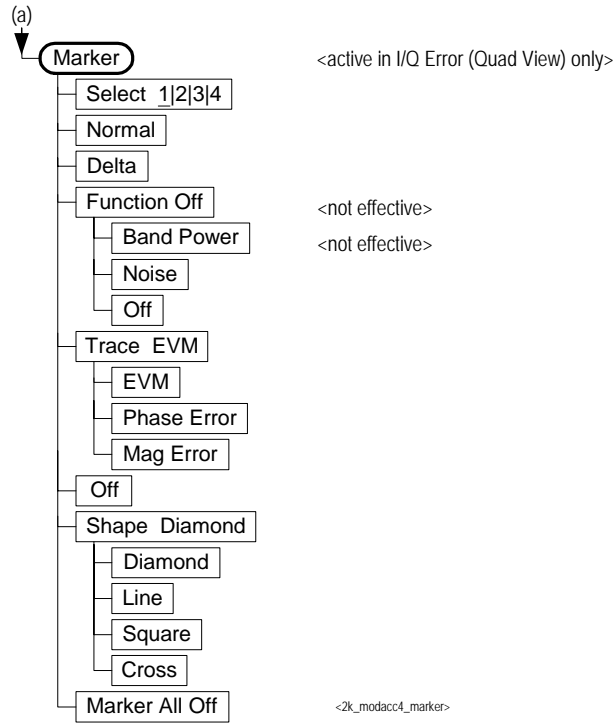 (a)
Marker <active in I/Q Error (Quad View) only>
Select 1|2|3|4
Normal
Delta
Function Off <not effective>
Band Power <not effective>
Noise
Off
Trace EVM
EVM
Phase Error
Mag Error
Off
Shape Diamond
Diamond
Line
Square
Cross
Marker All Off <2k_modacc4_marker>